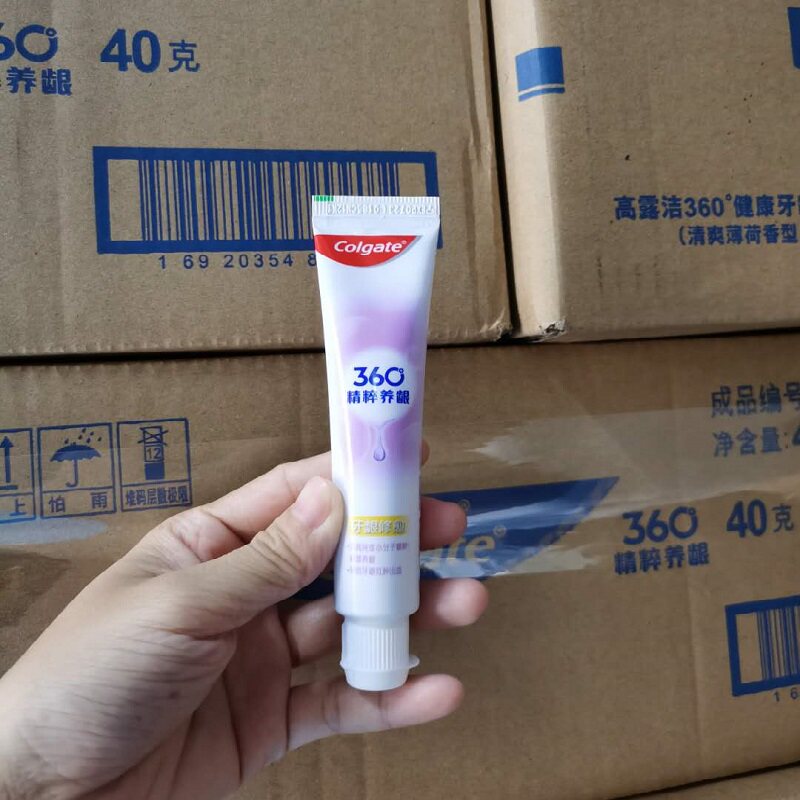 360°
养龈
40克
1 69 20354 8
高露洁360°健康牙
(清爽薄荷香型
Colgate®
360°
精粹养龈
牙龈修护
上
怕 雨
12
堆码层数极限
成品编号
净含量:
360°
精粹养龈
40克